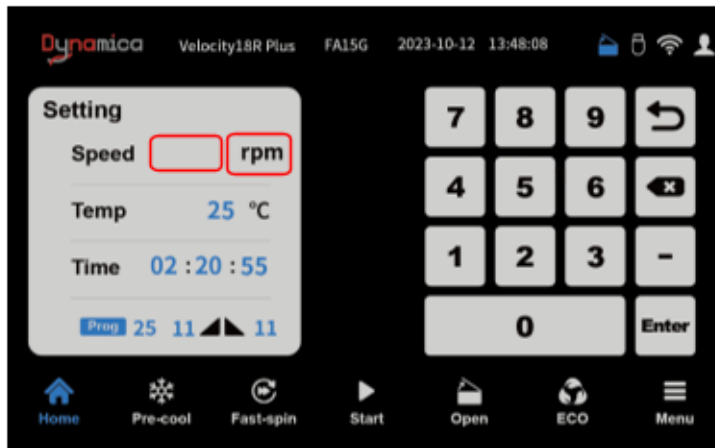 Dynamica Velocity18R Plus FA15G 2023-10-12 13:48:08
Setting
Speed rpm
Temp 25 °C
Time 02 : 20 : 55
Prog 25 11 11
7 8 9
4 5 6
1 2 3 -
0 Enter
Home Pre-cool Fast-spin Start Open ECO Menu